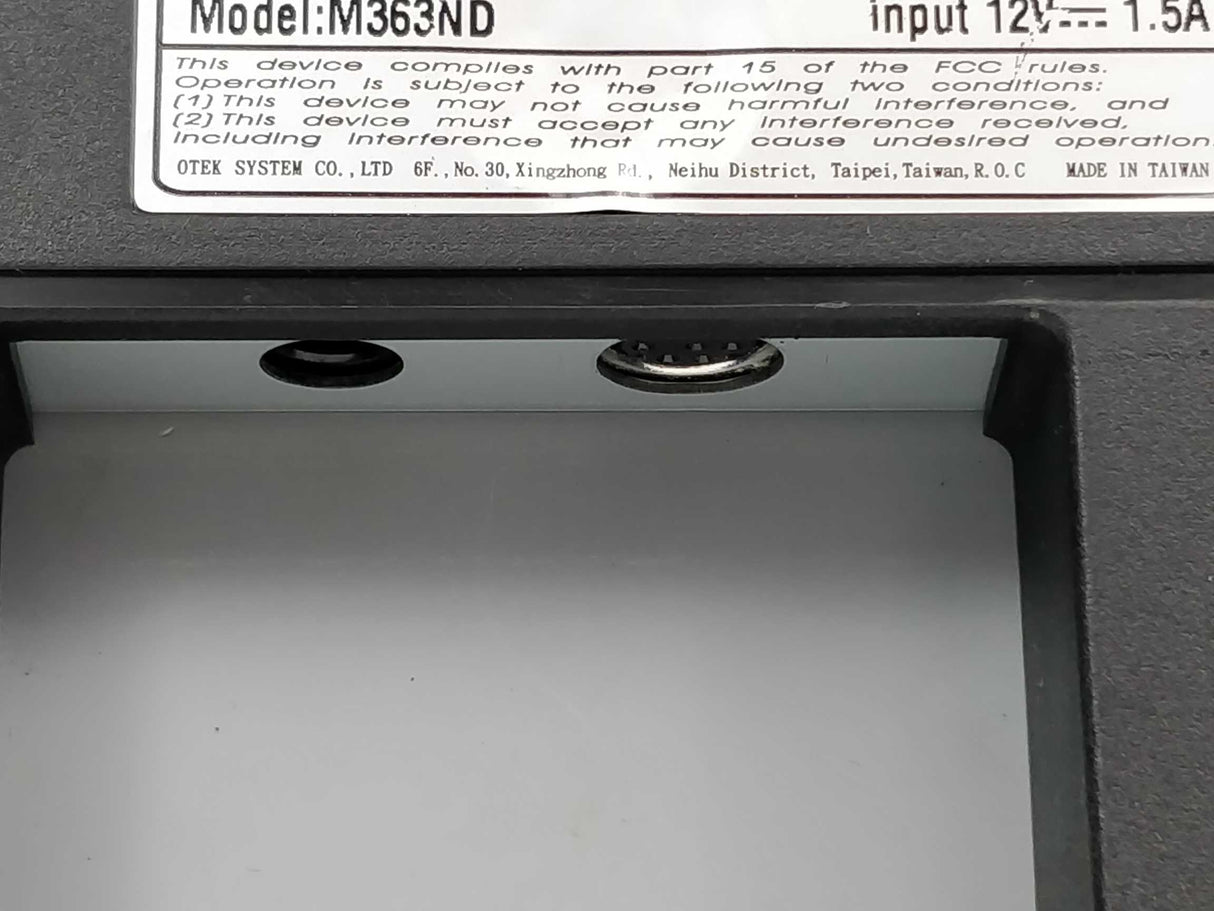 Model:M363ND input 12V⎓ 1.5A
This device complies with part 15 of the FCC rules.
Operation is subject to the following two conditions:
(1) This device may not cause harmful interference, and
(2) This device must accept any interference received,
including interference that may cause undesired operation.
OTEK SYSTEM CO., LTD 6F., No. 30, Xingzhong Rd., Neihu District, Taipei, Taiwan, R.O.C MADE IN TAIWAN